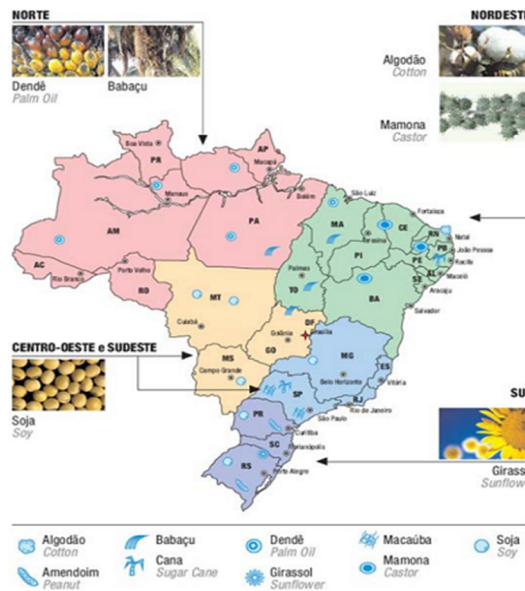 NORTE
Dendê
Palm Oil
Babaçu
NORDESTE
Algodão
Cotton
Mamona
Castor
Boa Vista
PR
AP
Macapá
Manaus
Belém
São Luiz
Fortaleza
AM
PA
MA
CE
RN
Natal
Teresina
PB
João Pessoa
PI
PE
Recife
AC
Rio Branco
Porto Velho
RO
Palmas
TO
AL
Maceió
SE
Aracaju
BA
Salvador
MT
Cuiabá
DF
Brasília
Goiânia
GO
CENTRO-OESTE e SUDESTE
Soja
Soy
MS
Campo Grande
MG
Belo Horizonte
ES
Vitória
SP
RJ
Rio de Janeiro
São Paulo
PR
Curitiba
SC
Florianópolis
RS
Porto Alegre
SU
Girass
Sunflowe
Algodão
Cotton
Babaçu
Dendê
Palm Oil
Macaúba
Soja
Soy
Amendoim
Peanut
Cana
Sugar Cane
Girassol
Sunflower
Mamona
Castor